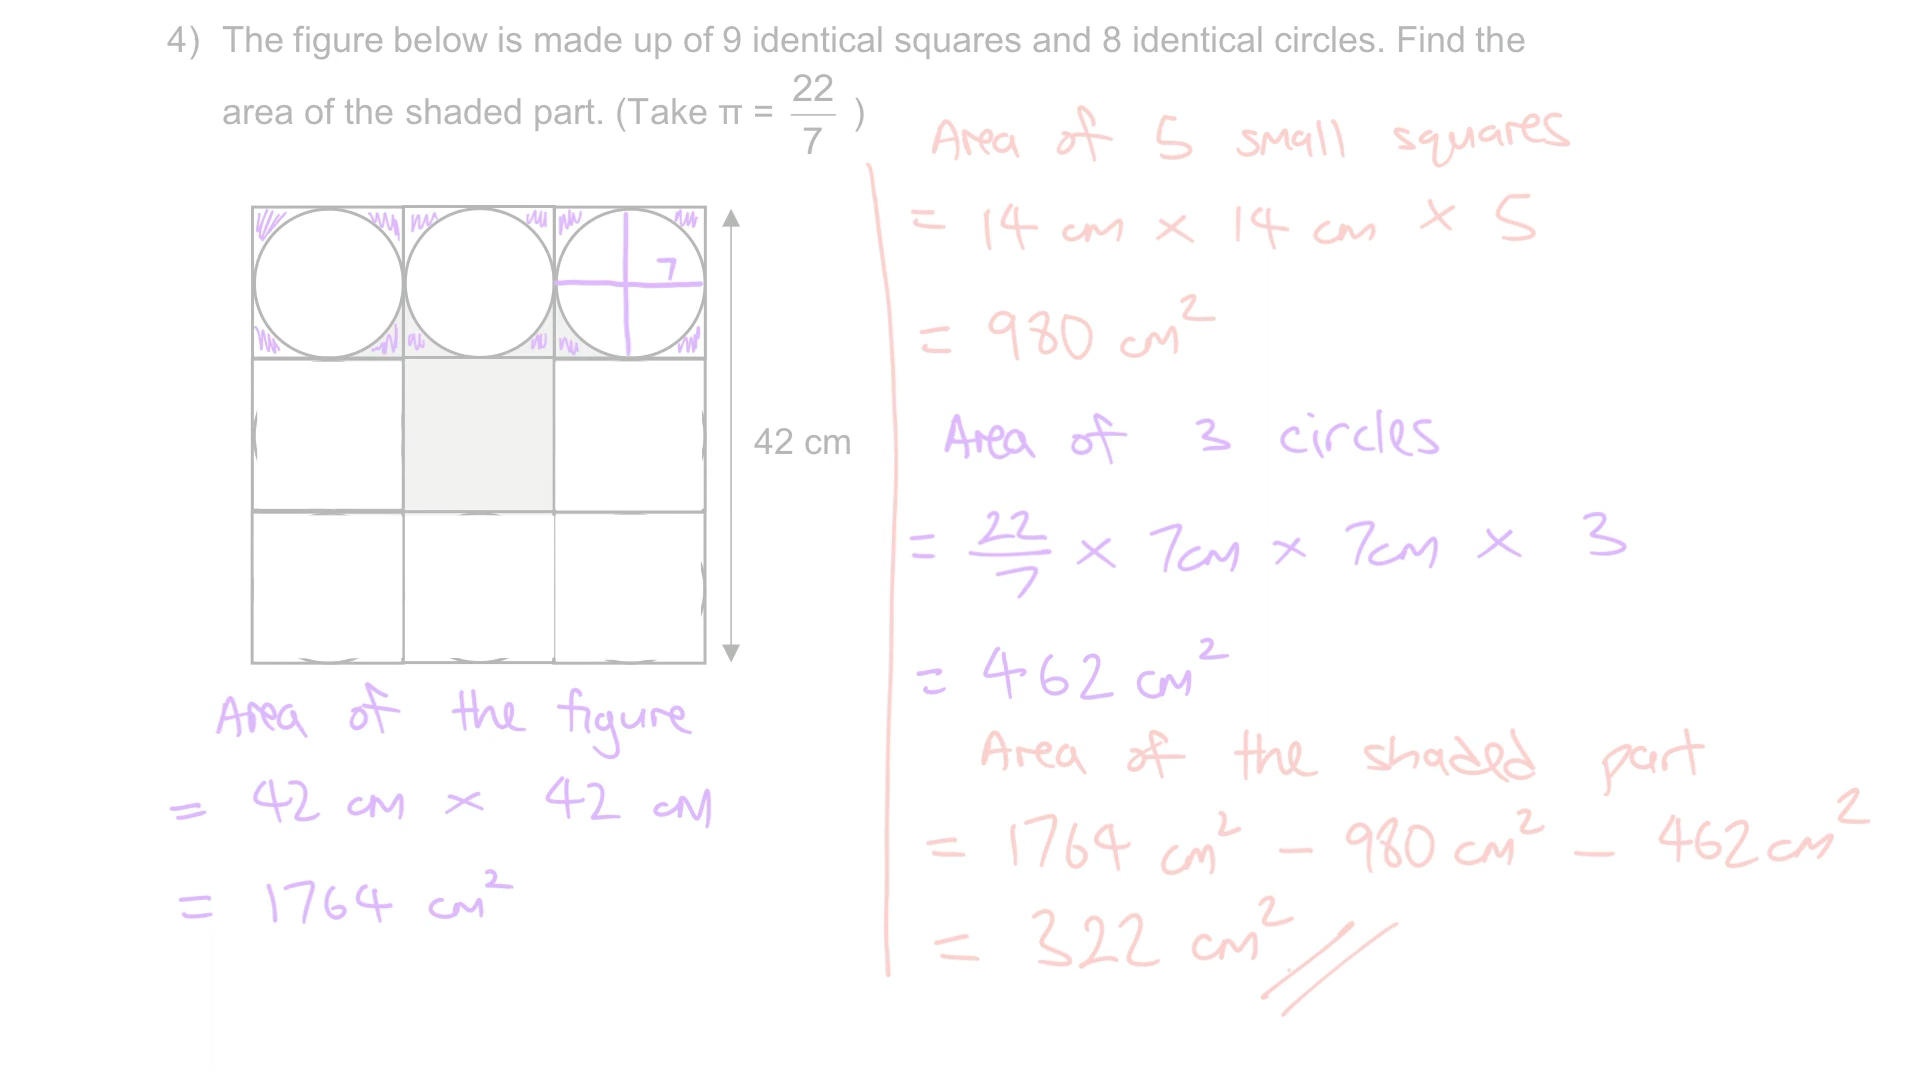 4) The figure below is made up of 9 identical squares and 8 identical circles. Find the
area of the shaded part. (Take π = 22/7 )
7
42 cm
Area of the figure
= 42 cm × 42 cm
= 1764 cm²
Area of 5 small squares
= 14 cm × 14 cm × 5
= 980 cm²
Area of 3 circles
= 22/7 × 7cm × 7cm × 3
= 462 cm²
Area of the shaded part
= 1764 cm² − 980 cm² − 462 cm²
= 322 cm²